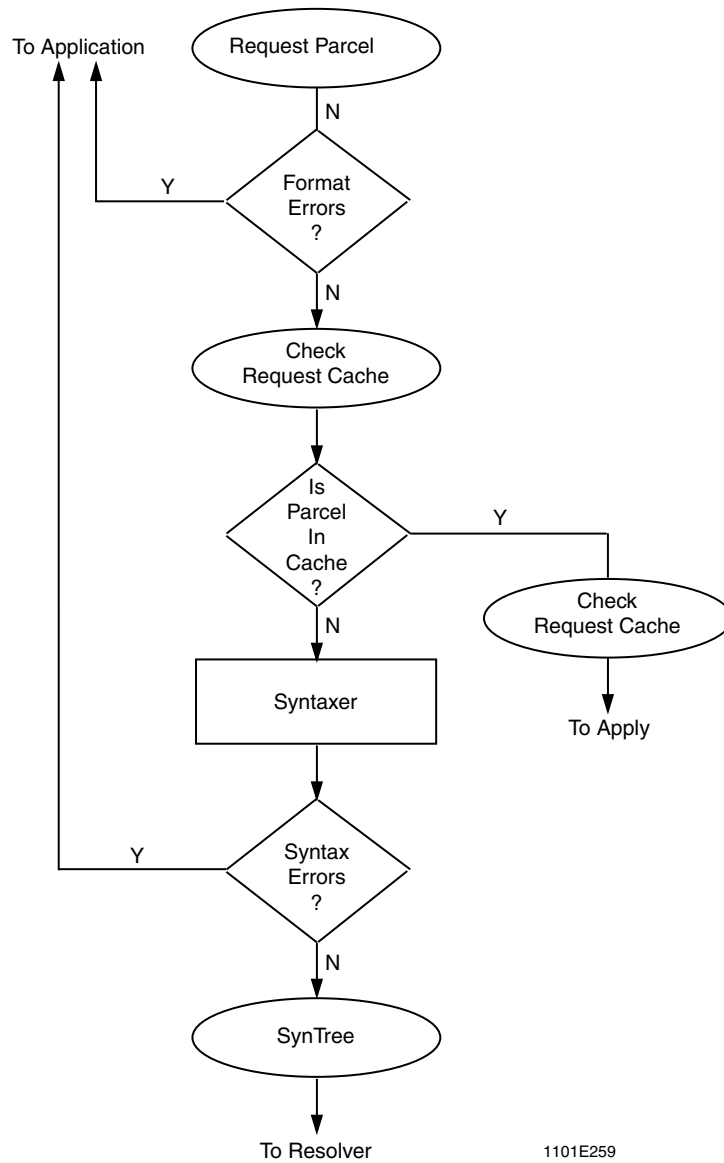 To Application
Request Parcel
N
Y
Format
Errors
?
N
Check
Request Cache
Is
Parcel
In
Cache
?
Y
N
Check
Request Cache
Syntaxer
To Apply
Y
Syntax
Errors
?
N
SynTree
To Resolver
1101E259